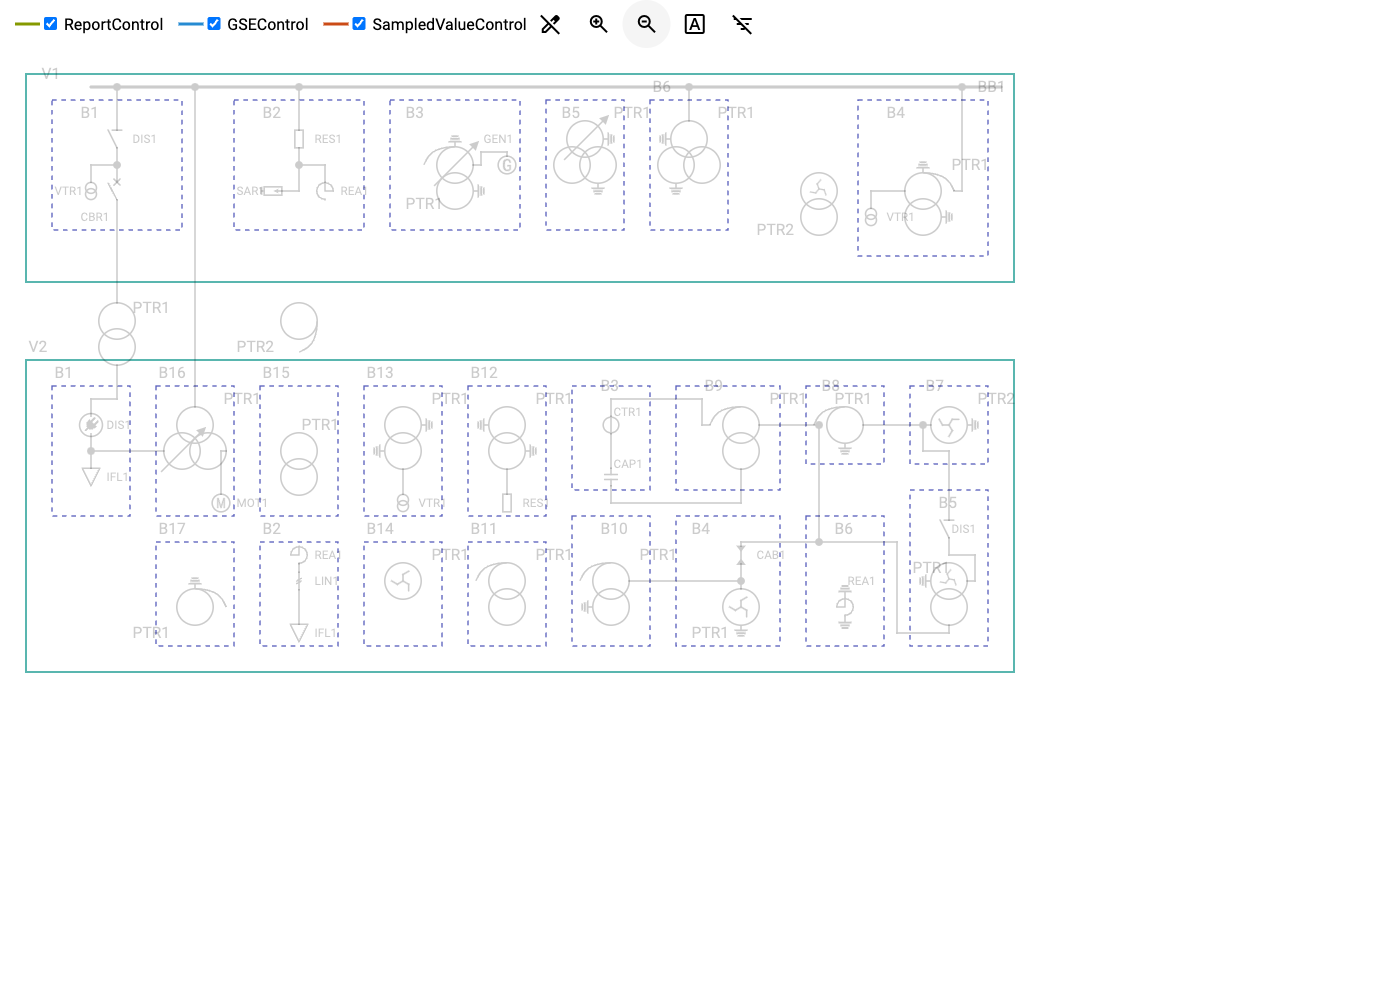 ReportControl GSEControl SampledValueControl A
V1
B6 BB1
B1 B2 B3 B5 PTR1 PTR1 B4
DIS1 RES1 GEN1
G
PTR1
VTR1 SAR1 REA1
PTR1
CBR1 VTR1
PTR2
PTR1
V2 PTR2
B1 B16 B15 B13 B12
B3 B9 B8 B7
PTR1 PTR1 PTR1 PTR1 PTR1 PTR2
CTR1
DIS1 PTR1
CAP1
IFL1
M MOT1 VTR1 RES1 B5
B17 B2 B14 B11 B10 B4 B6 DIS1
REA1 PTR1 PTR1 PTR1 CAB1
PTR1
LIN1 REA1
PTR1 IFL1 PTR1